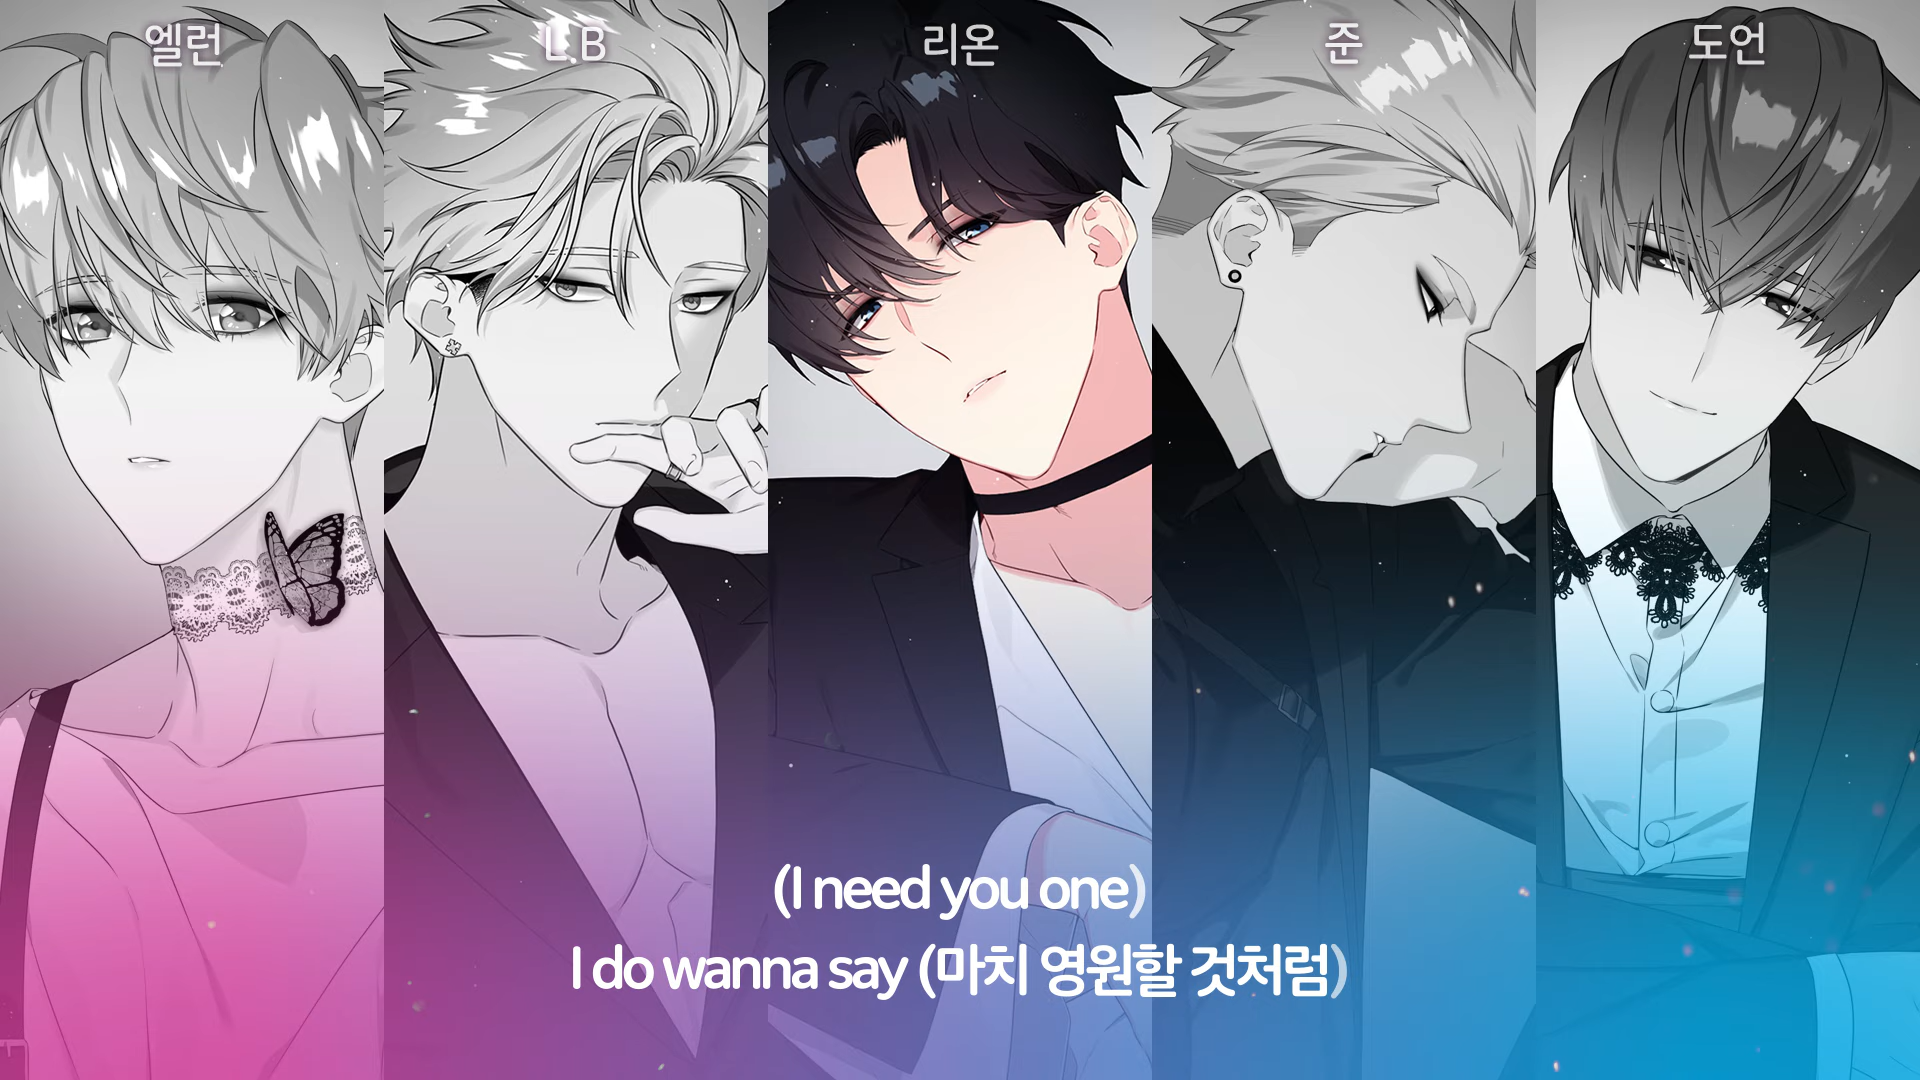 엘런
L.B
리온
준
도언
(I need you one)
I do wanna say (마치 영원할 것처럼)